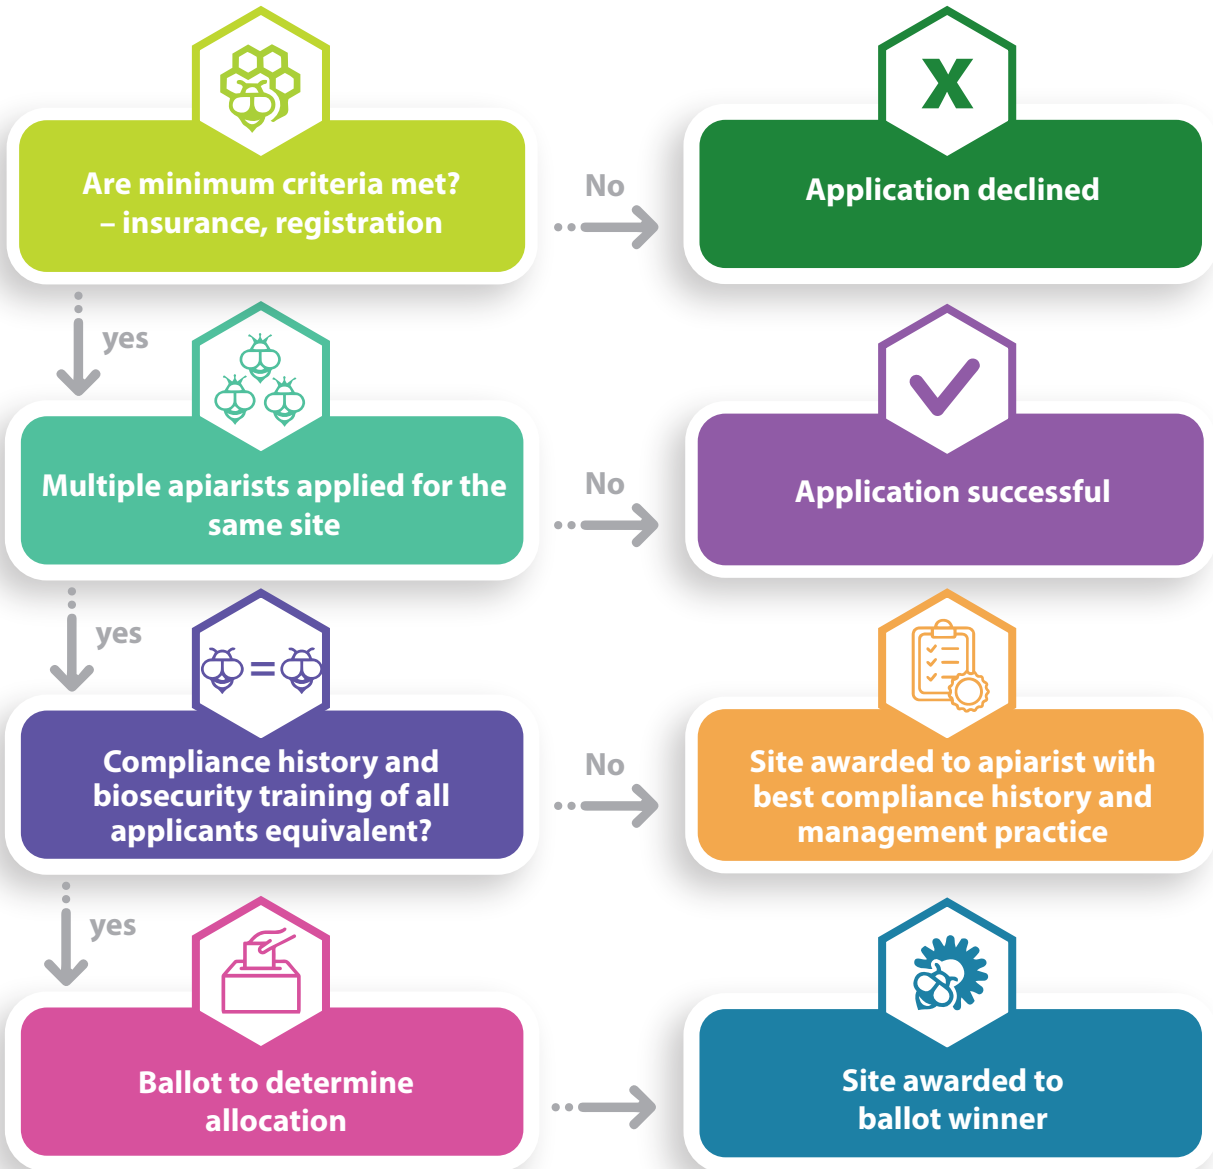 Are minimum criteria met?
– insurance, registration
No
X
Application declined
yes
Multiple apiarists applied for the
same site
No
Application successful
yes
=
Compliance history and
biosecurity training of all
applicants equivalent?
No
Site awarded to apiarist with
best compliance history and
management practice
yes
Ballot to determine
allocation
Site awarded to
ballot winner